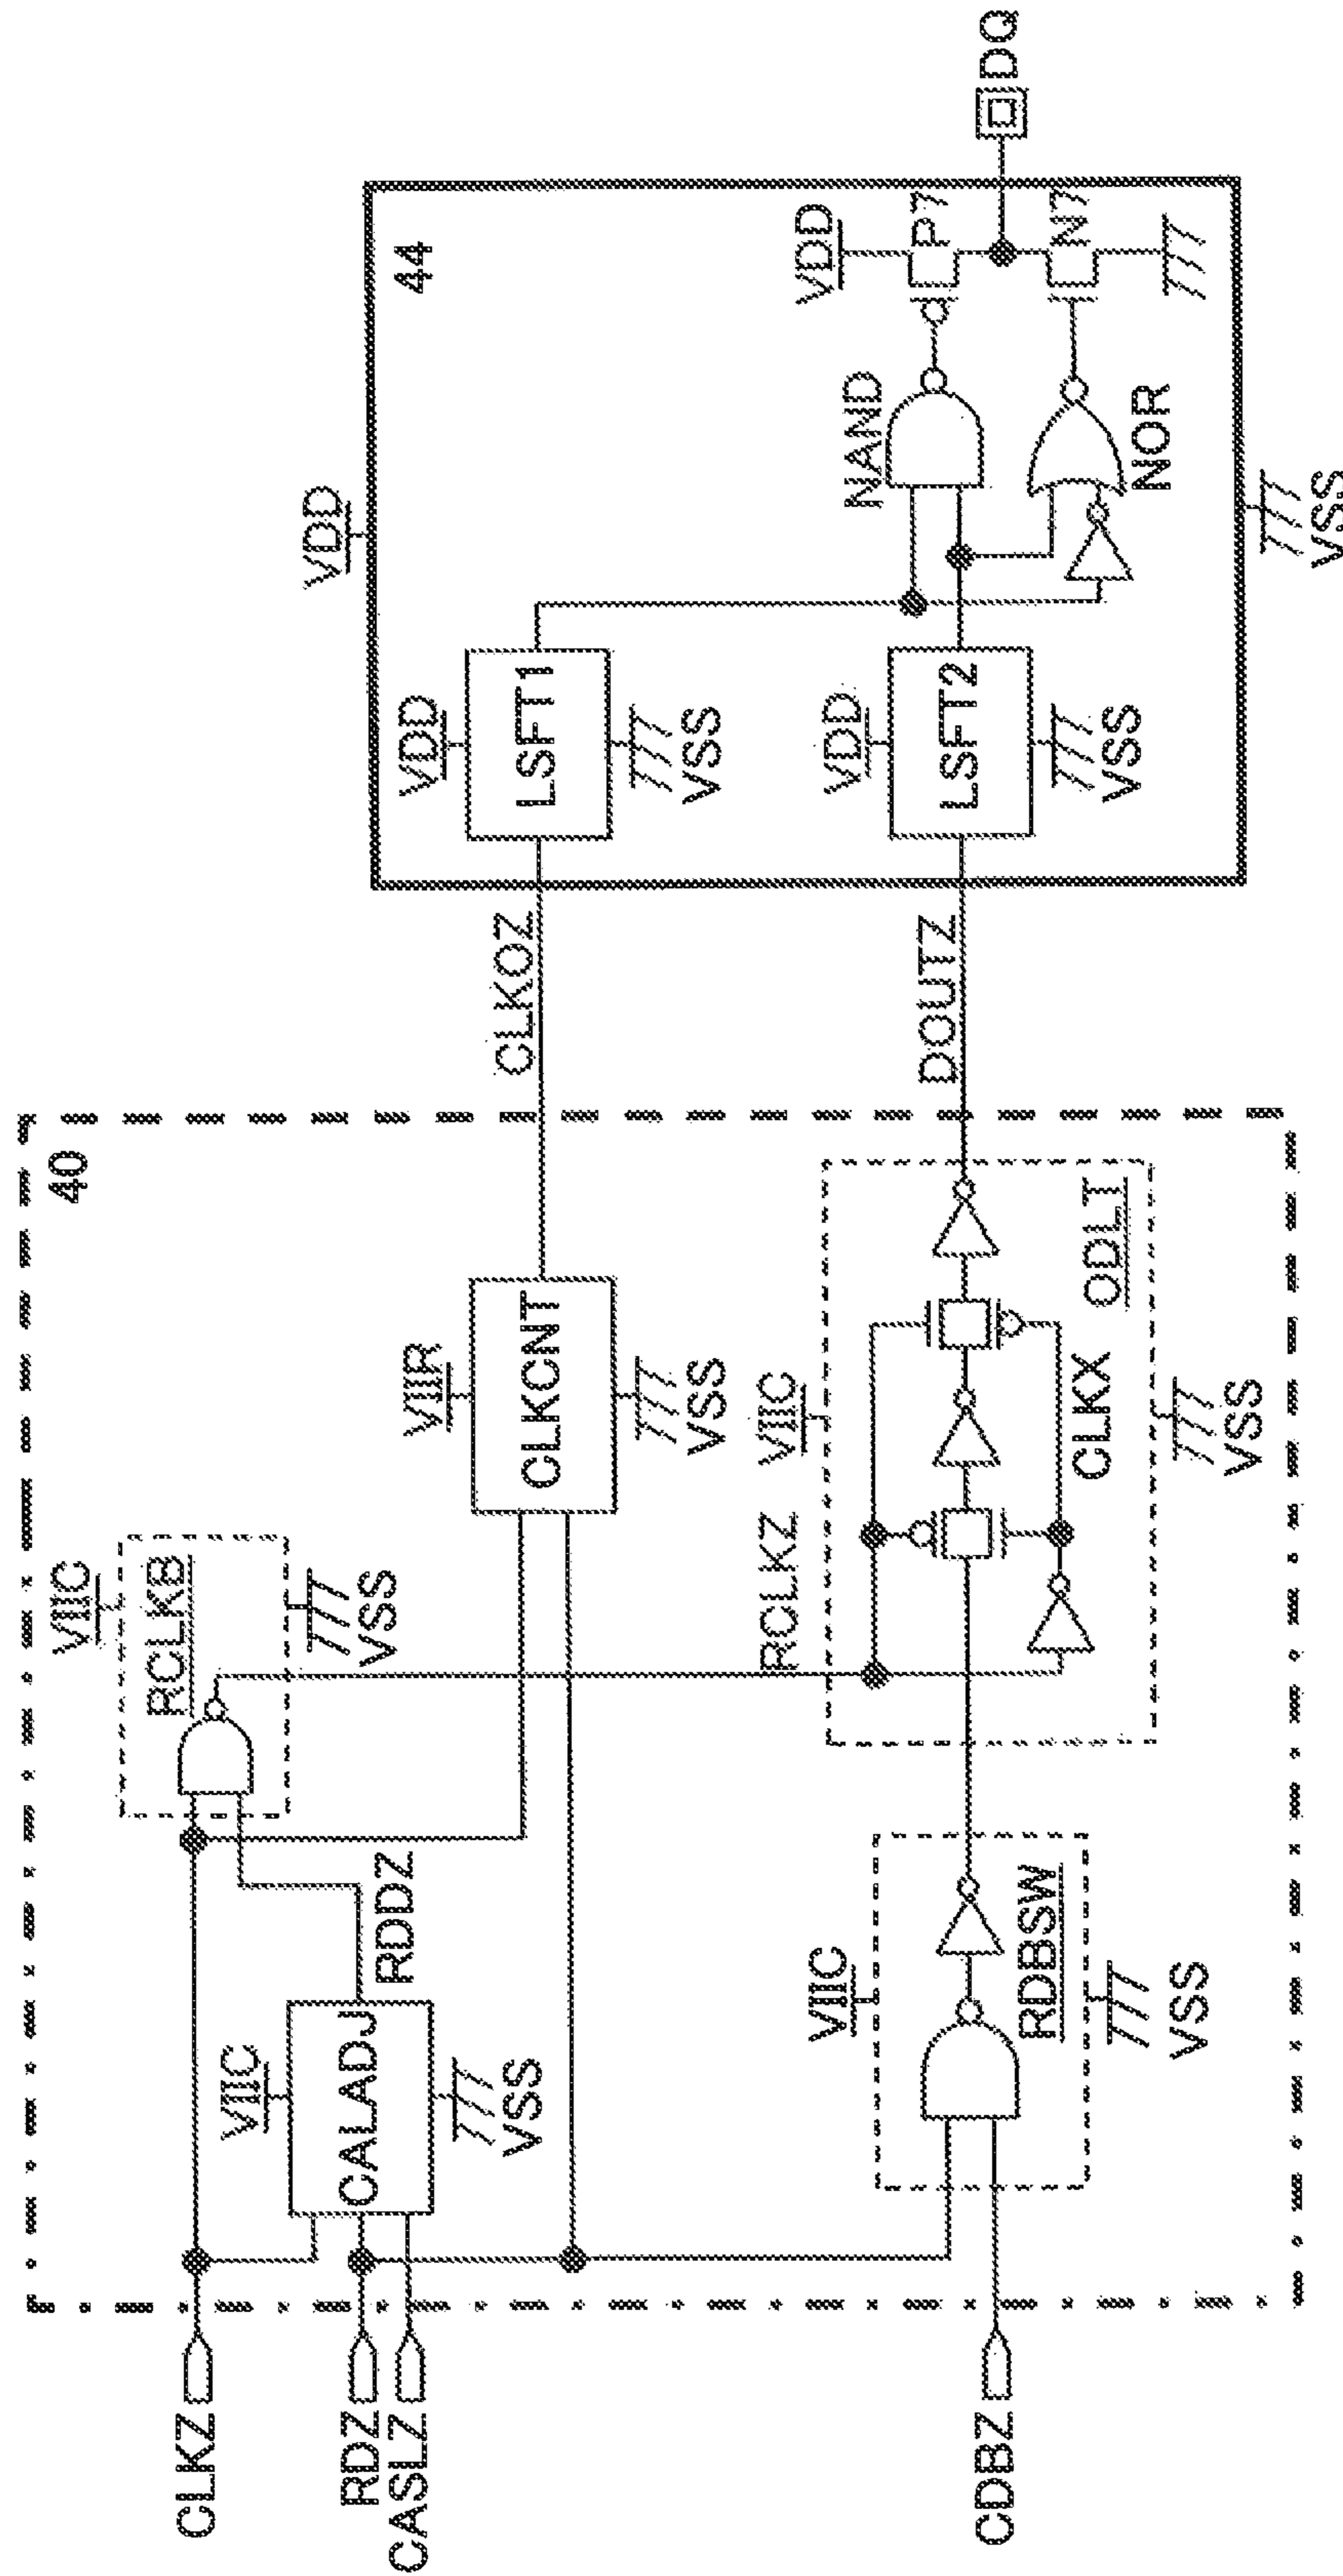 40
CLKZ
RDZ
CASLZ
CDBZ
VIIC
CALADJ
VSS
RDDZ
VIIC
RCLKB
VSS
VIIR
CLKCNT
VSS
VIIC
RDBSW
VSS
RCLKZ
VIIC
CLKX
ODLT
VSS
CLKOZ
DOUTZ
VDD
44
VDD
LSFT1
VSS
VDD
LSFT2
VSS
NAND
NOR
VDD
P7
N7
VSS
DQ